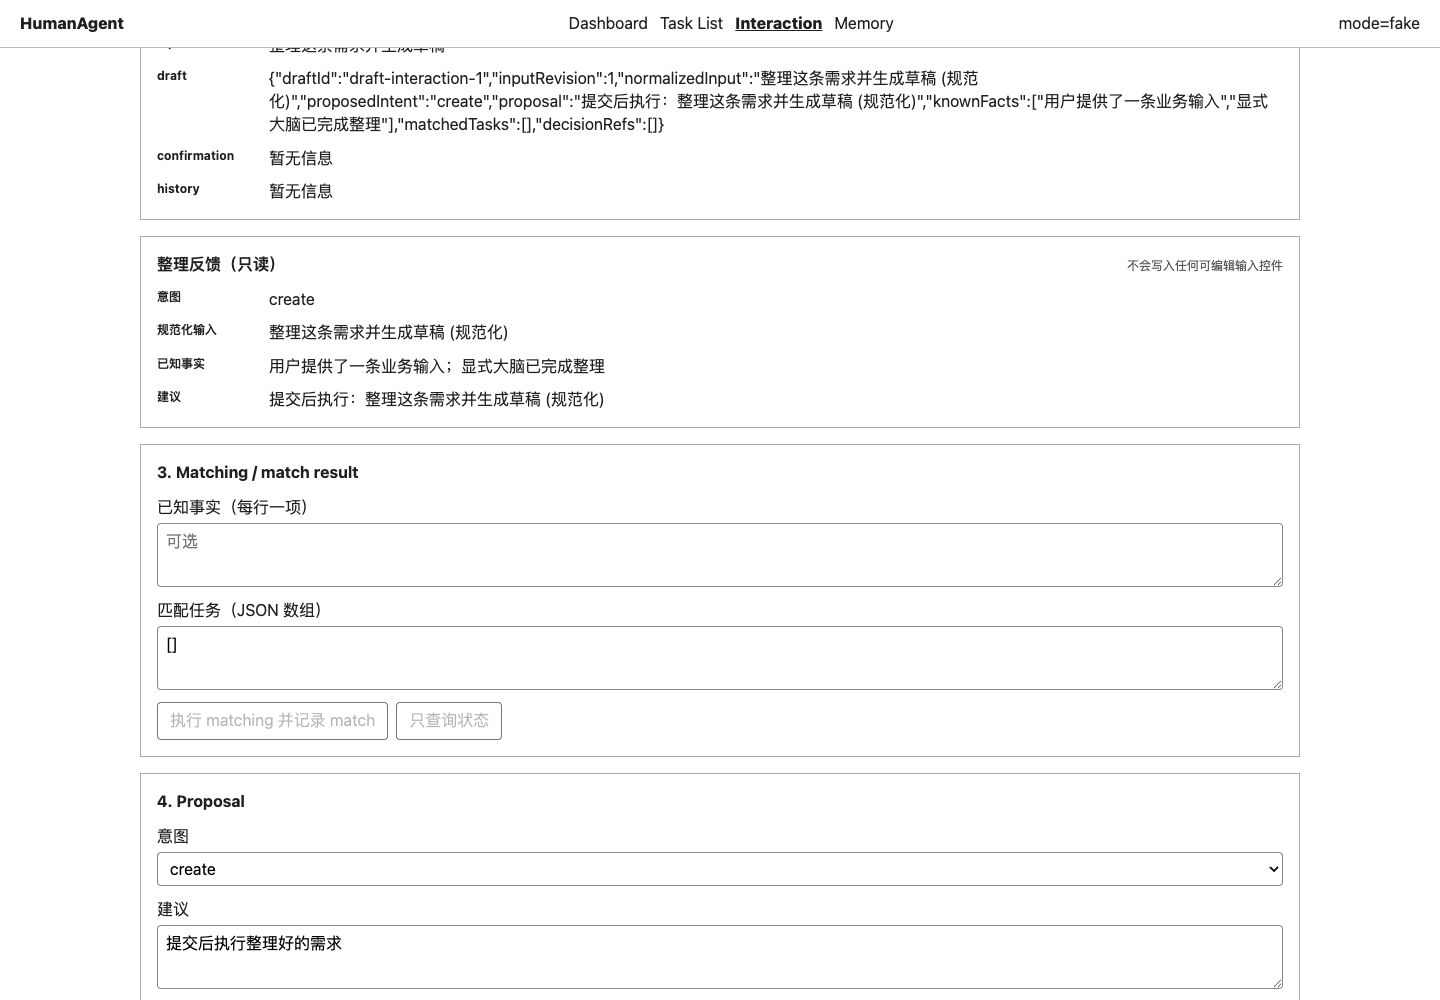 HumanAgent
Dashboard Task List Interaction Memory
mode=fake
整理这条需求并生成草稿
draft
{"draftId":"draft-interaction-1","inputRevision":1,"normalizedInput":"整理这条需求并生成草稿 (规范
化)","proposedIntent":"create","proposal":"提交后执行：整理这条需求并生成草稿 (规范化)","knownFacts":["用户提供了一条业务输入","显式
大脑已完成整理"],"matchedTasks":[],"decisionRefs":[]}
confirmation
暂无信息
history
暂无信息
整理反馈（只读）
不会写入任何可编辑输入控件
意图
create
规范化输入
整理这条需求并生成草稿 (规范化)
已知事实
用户提供了一条业务输入；显式大脑已完成整理
建议
提交后执行：整理这条需求并生成草稿 (规范化)
3. Matching / match result
已知事实（每行一项）
可选
匹配任务（JSON 数组）
[]
执行 matching 并记录 match
只查询状态
4. Proposal
意图
create
建议
提交后执行整理好的需求